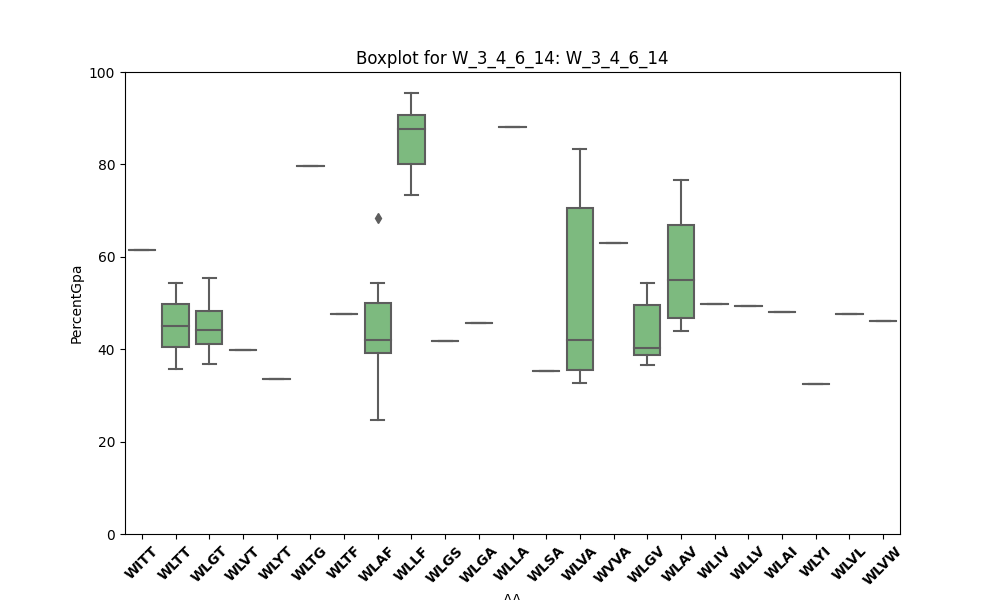 Boxplot for W_3_4_6_14: W_3_4_6_14
100
80
60
40
20
0
PercentGpa
WITT WLTT WLGT WLVT WLYT WLTG WLTF WLAF WLLF WLGS WLGA WLLA WLSA WLVA WVVA WLGV WLAV WLIV WLLV WLAI WLYI WLVL WLVW
AA